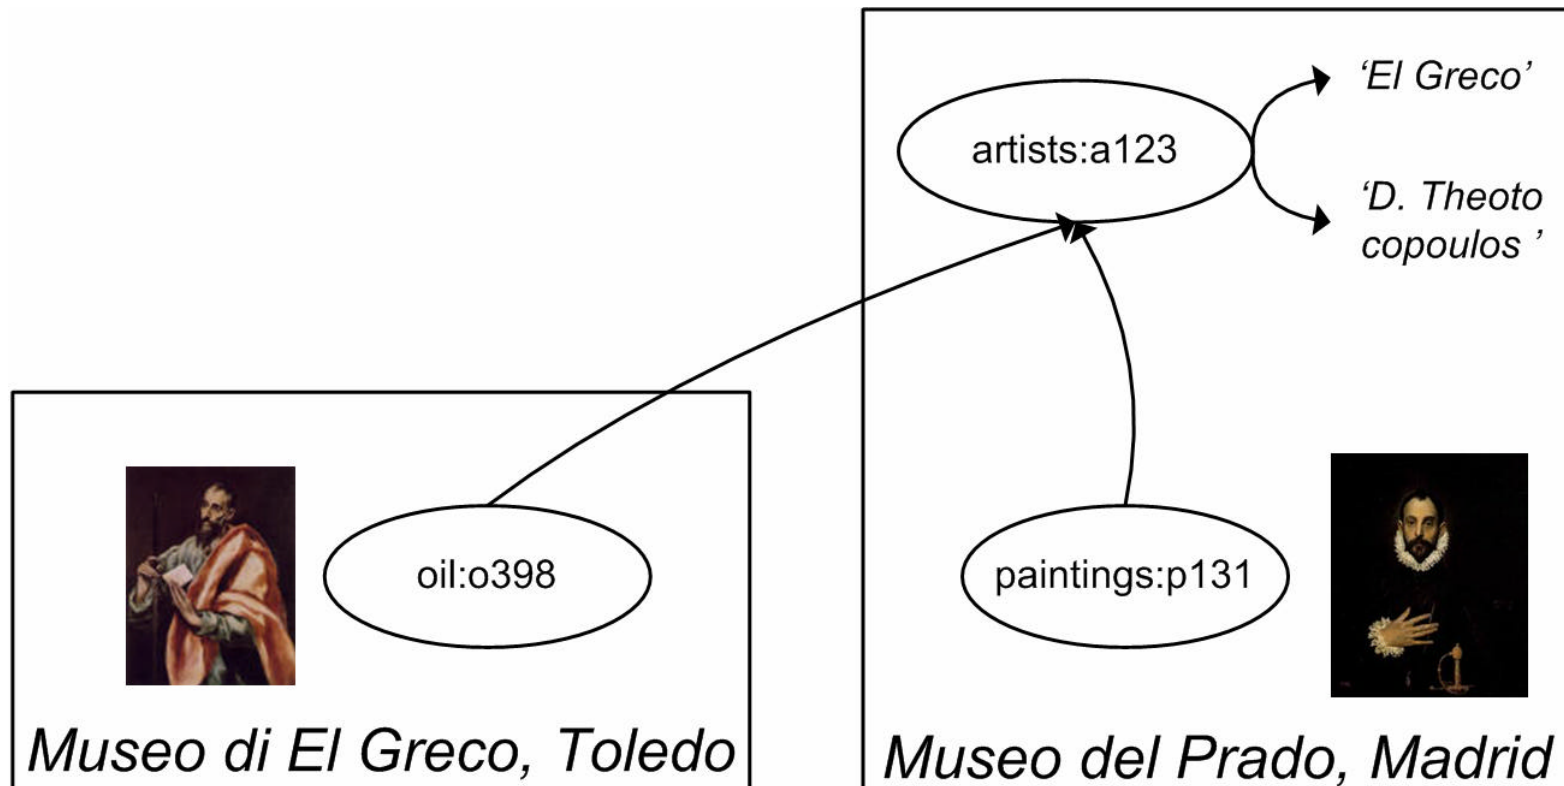 ‘El Greco’
artists:a123
‘D. Theoto
copoulos ’
oil:o398
paintings:p131
Museo di El Greco, Toledo
Museo del Prado, Madrid